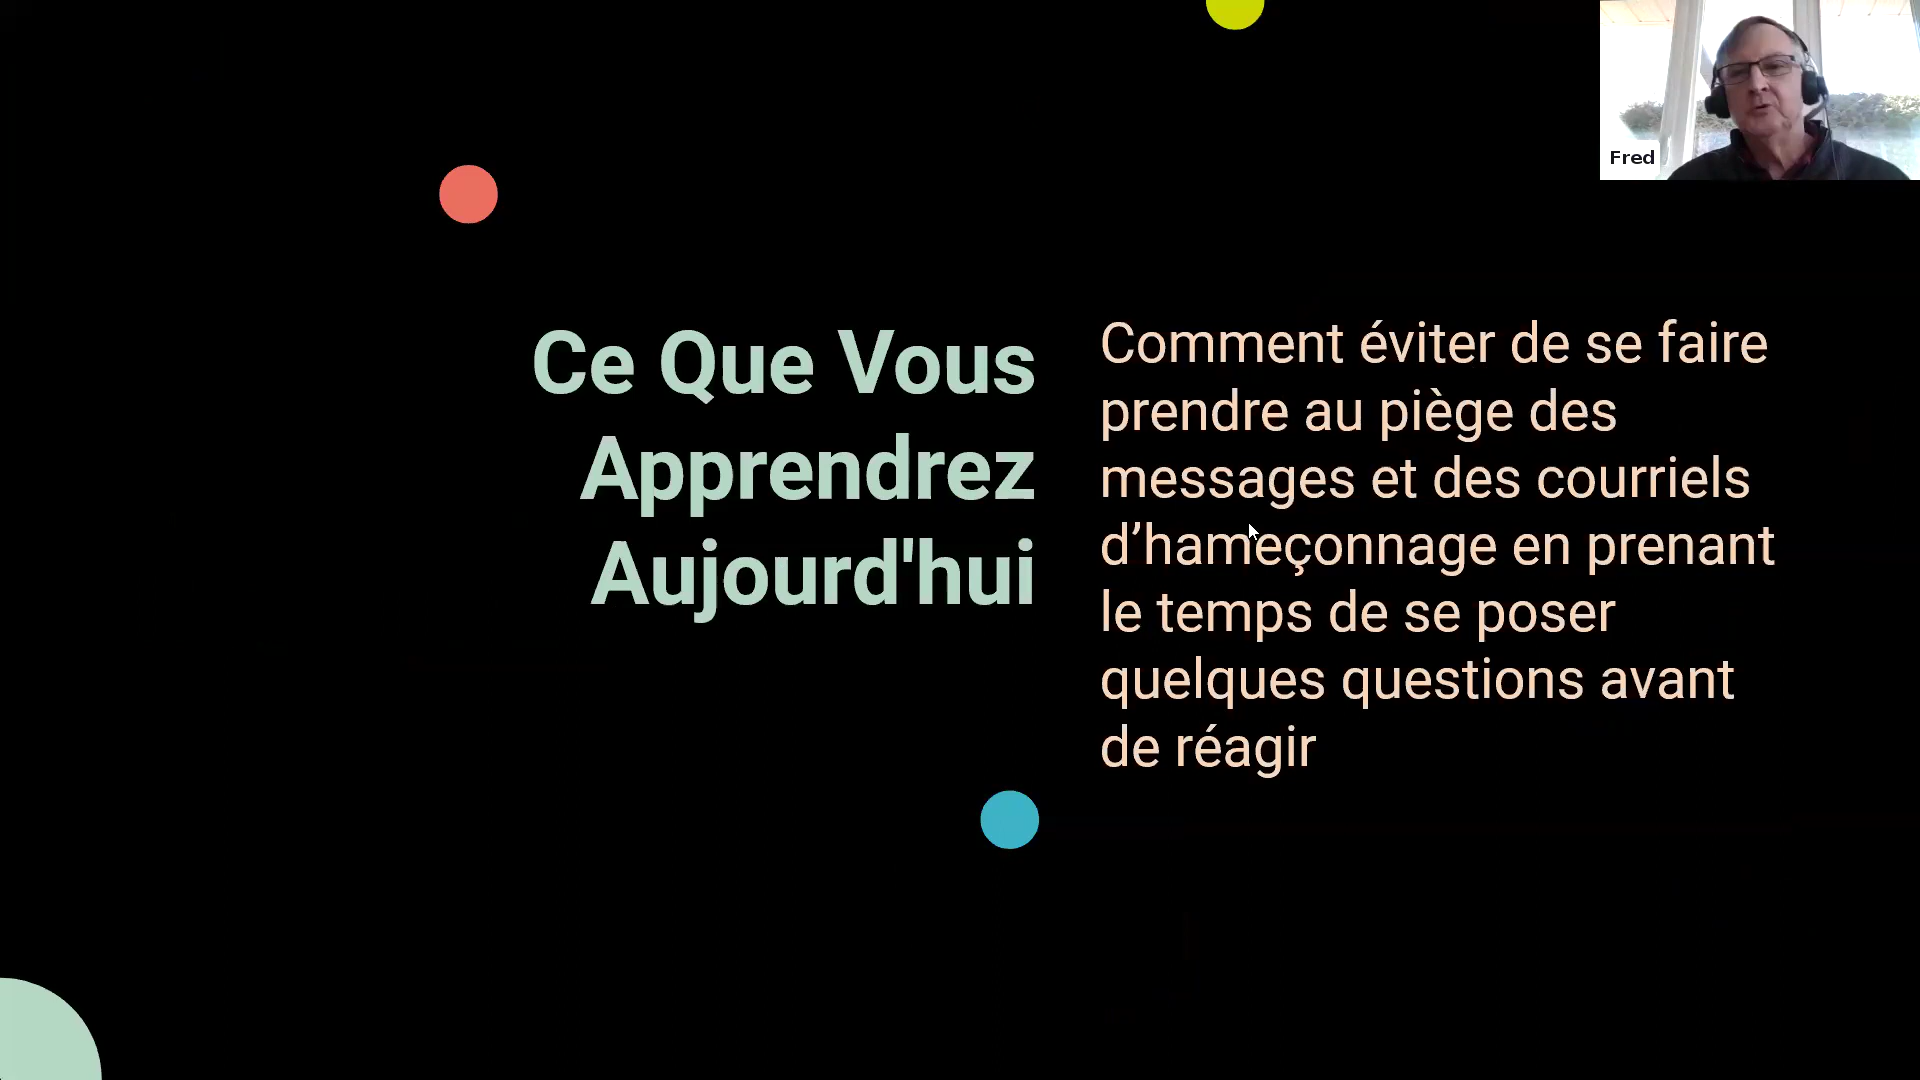 Fred
Ce Que Vous
Apprendrez
Aujourd'hui
Comment éviter de se faire
prendre au piège des
messages et des courriels
d’hameçonnage en prenant
le temps de se poser
quelques questions avant
de réagir